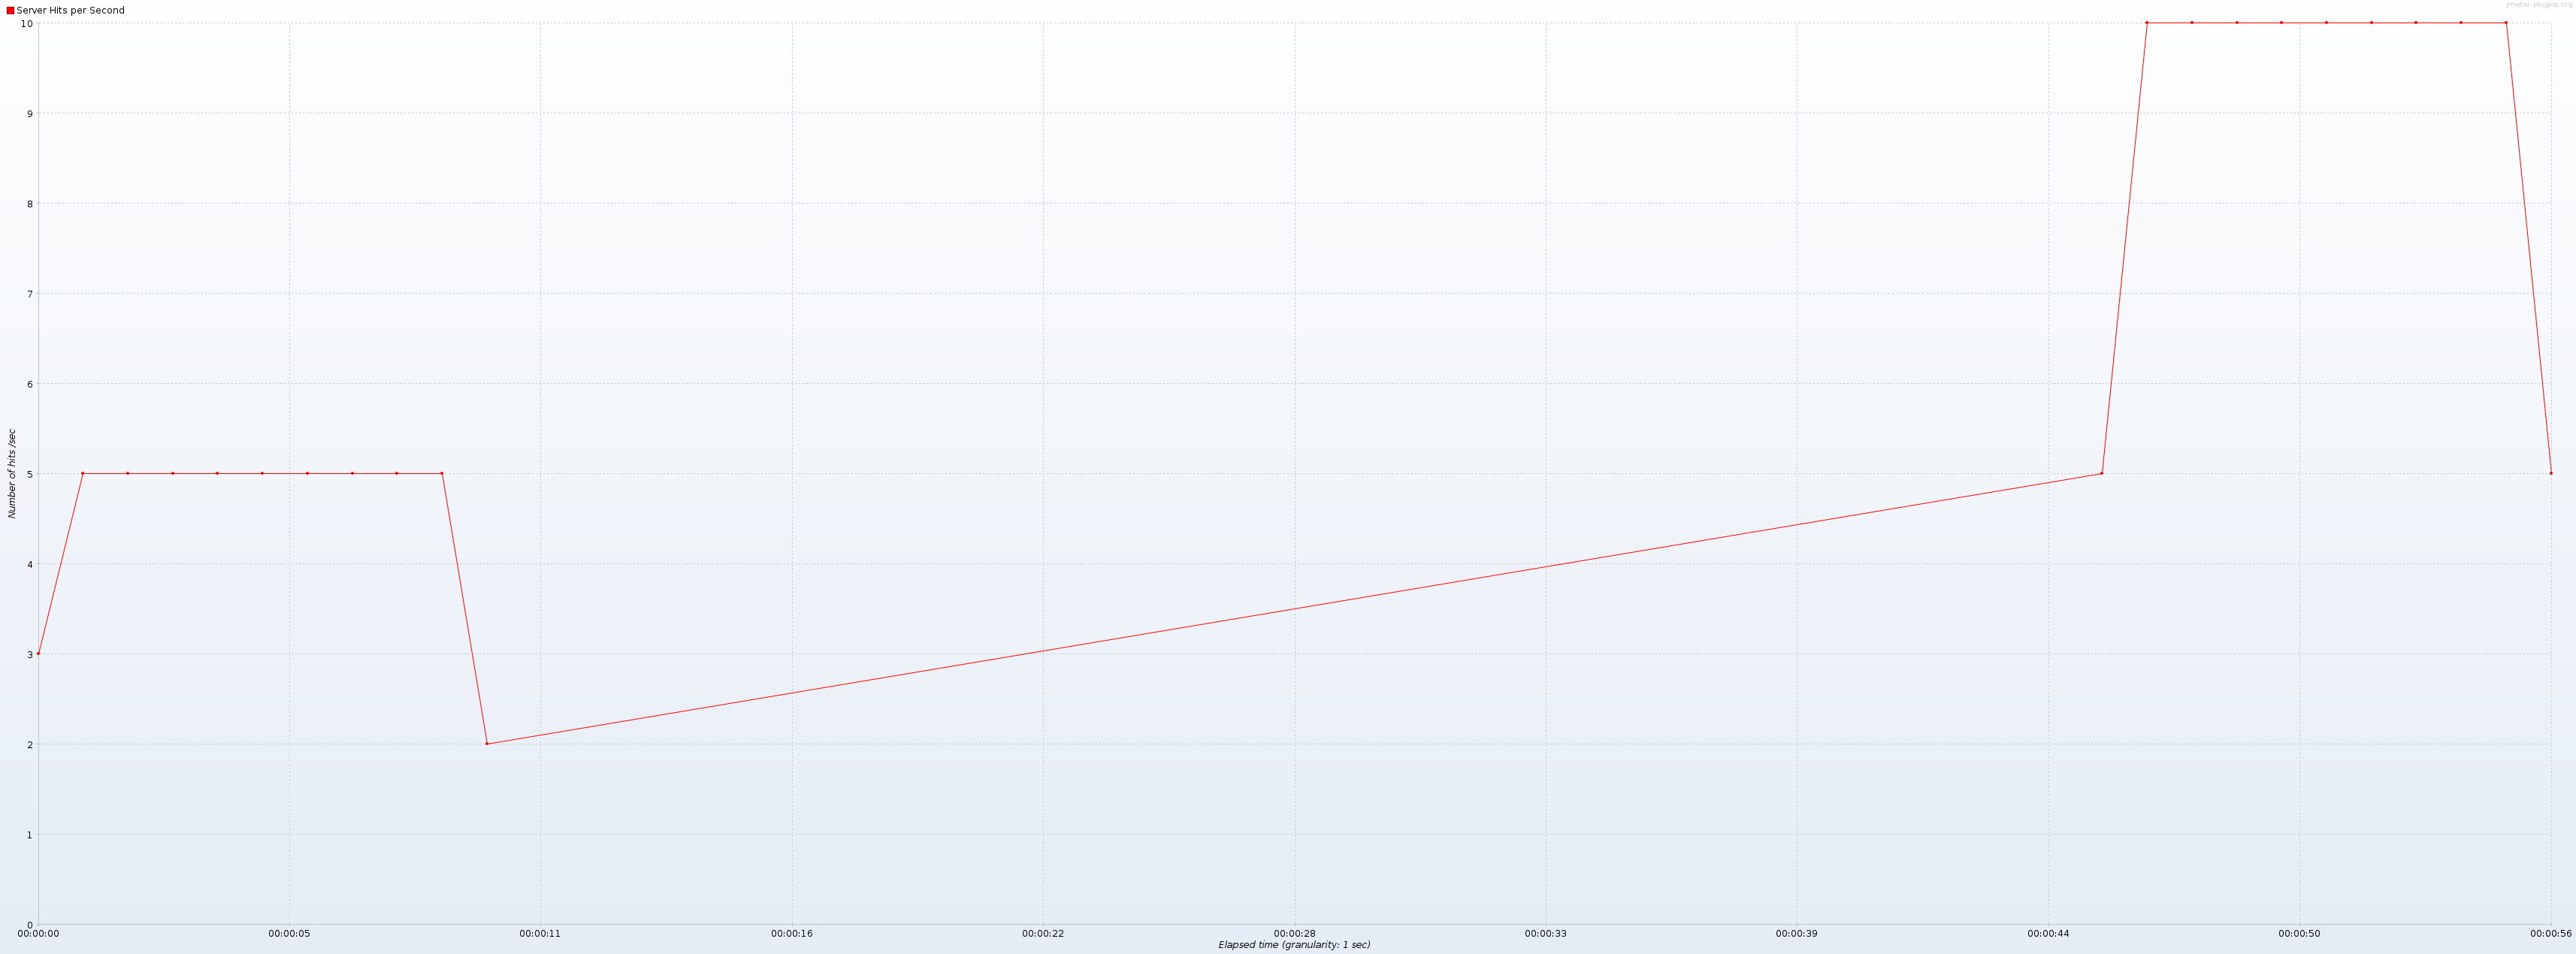 jmeter-plugins.org
Server Hits per Second
10
9
8
7
6
5
4
3
2
1
0
Number of hits /sec
00:00:00 00:00:05 00:00:11 00:00:16 00:00:22 00:00:28 00:00:33 00:00:39 00:00:44 00:00:50 00:00:56
Elapsed time (granularity: 1 sec)